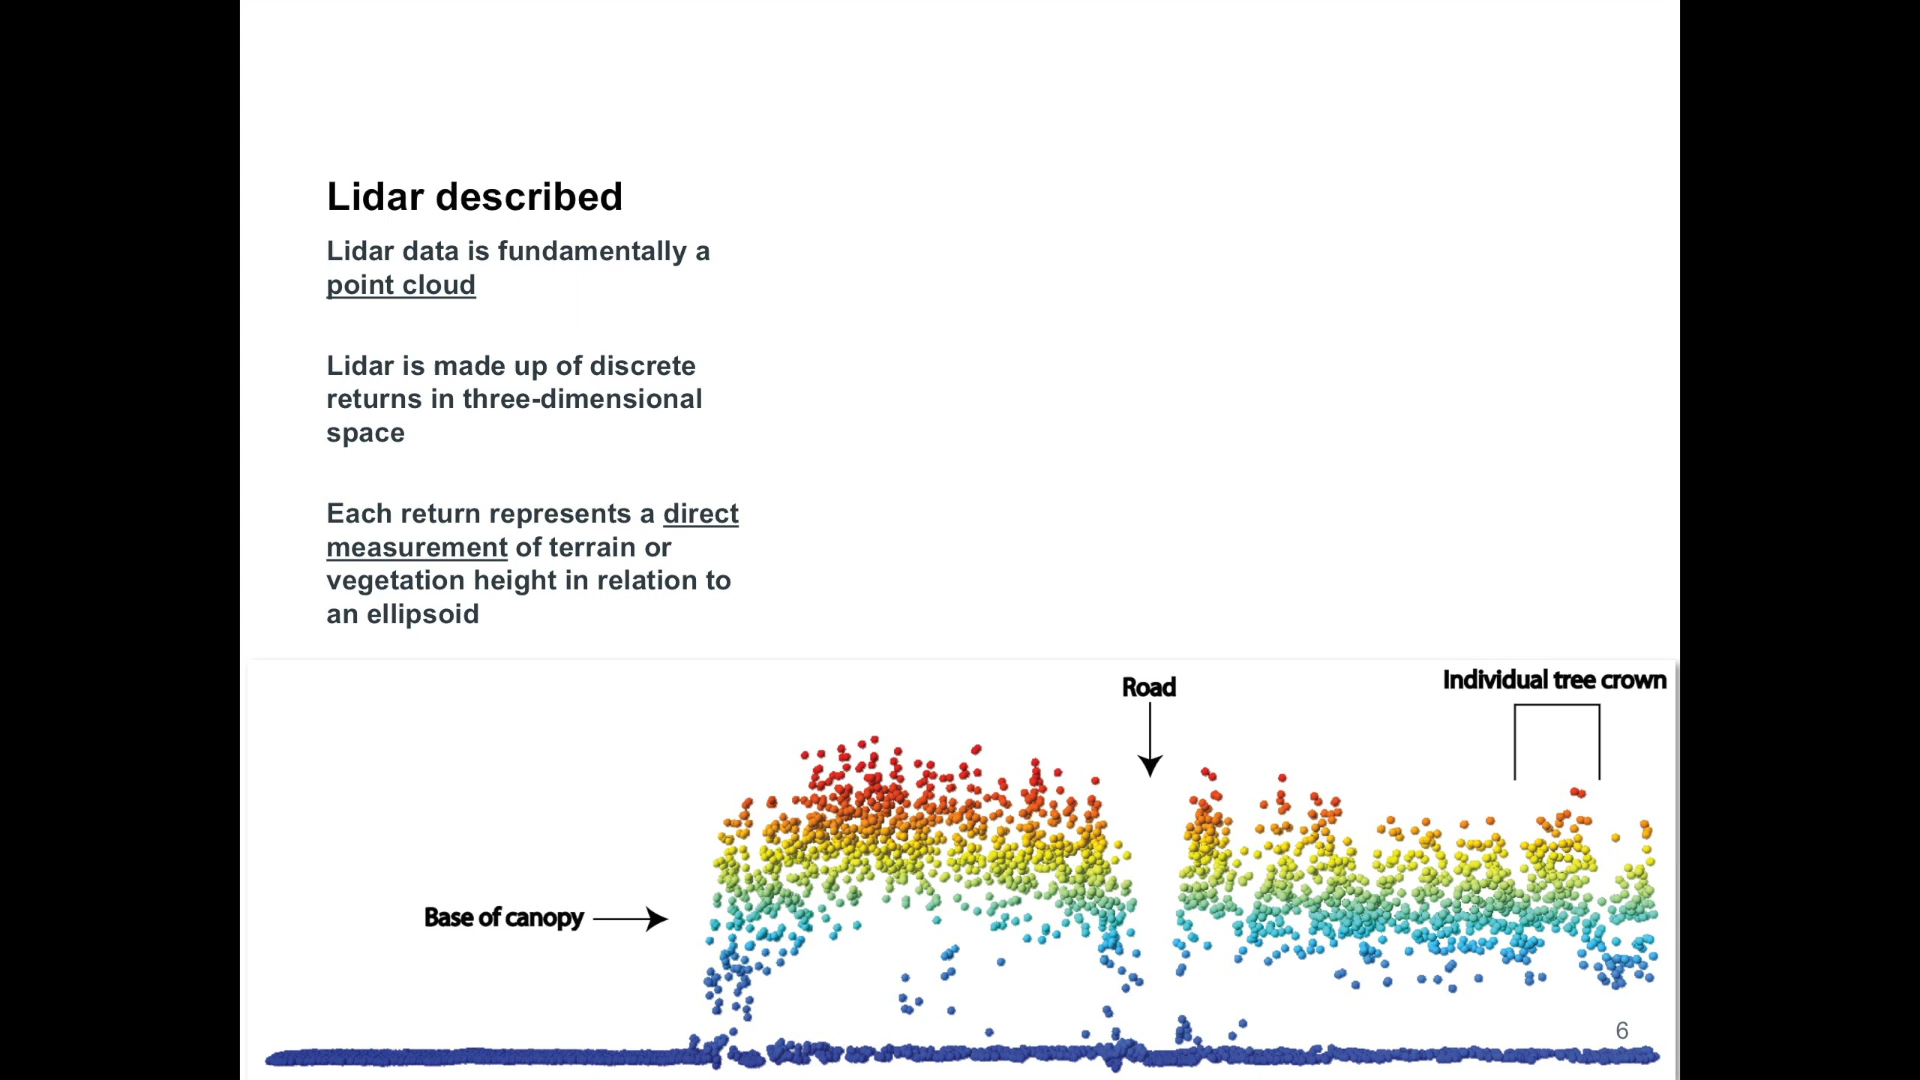 Lidar described
Lidar data is fundamentally a
point cloud
Lidar is made up of discrete
returns in three-dimensional
space
Each return represents a direct
measurement of terrain or
vegetation height in relation to
an ellipsoid
Road
Individual tree crown
Base of canopy
6